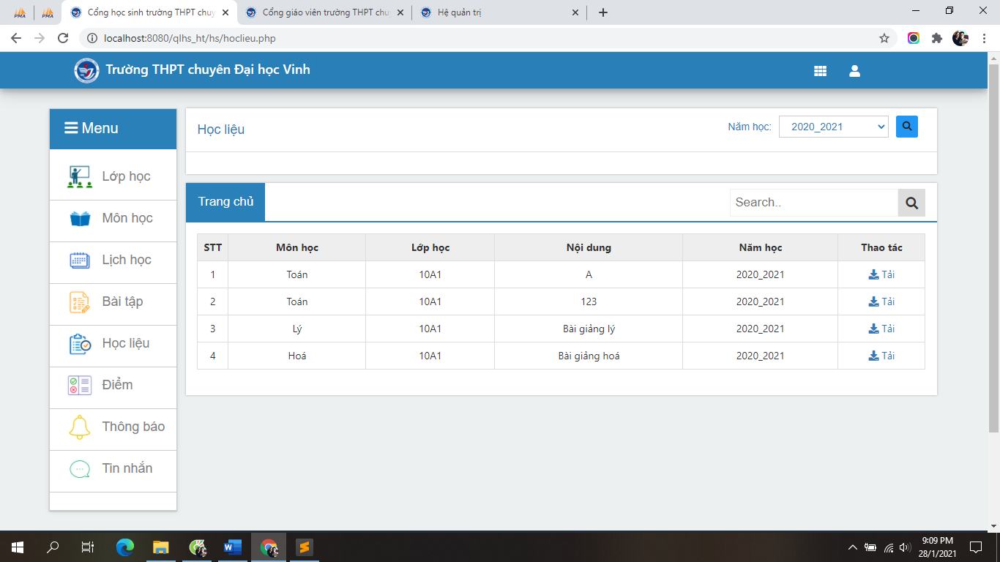 PMA PMA Cổng học sinh trường THPT chuy Cổng giáo viên trường THPT chu Hệ quản trị
localhost:8080/qlhs_ht/hs/hoclieu.php
Trường THPT chuyên Đại học Vinh
Menu
Lớp học
Môn học
Lịch học
Bài tập
Học liệu
Điểm
Thông báo
Tin nhắn
Học liệu Năm học: 2020_2021
Trang chủ Search..
STT Môn học Lớp học Nội dung Năm học Thao tác
1 Toán 10A1 A 2020_2021 Tải
2 Toán 10A1 123 2020_2021 Tải
3 Lý 10A1 Bài giảng lý 2020_2021 Tải
4 Hoá 10A1 Bài giảng hoá 2020_2021 Tải
9:09 PM
28/1/2021